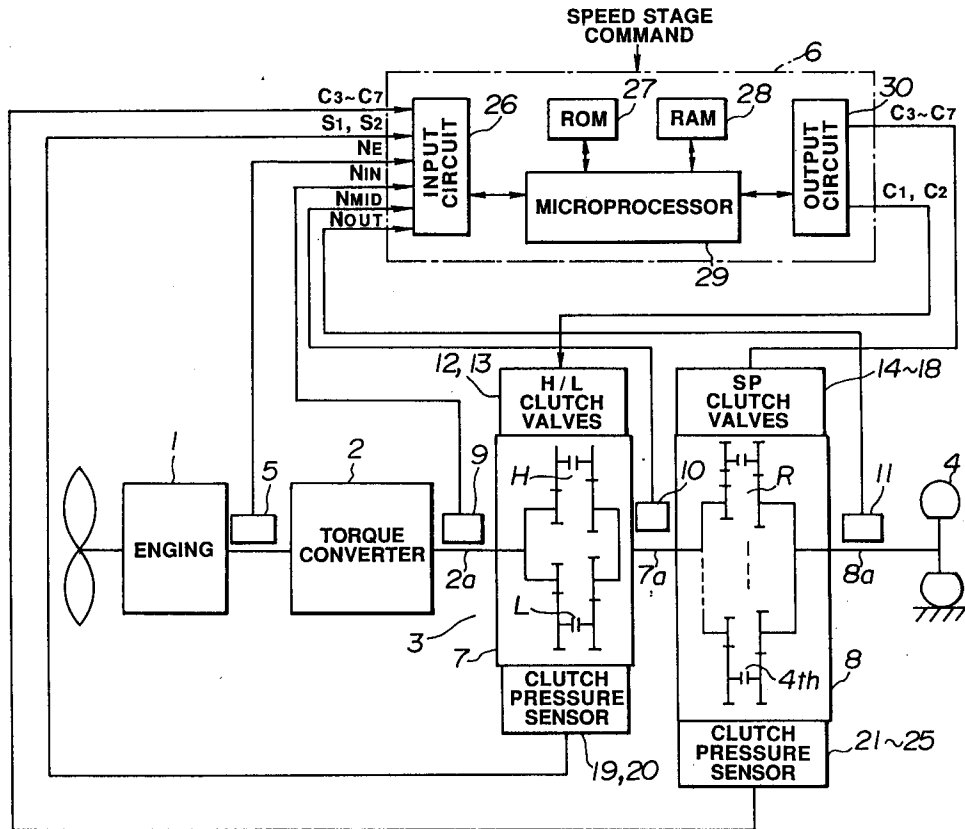 SPEED STAGE
COMMAND
6
C3~C7
S1, S2
NE
NIN
NMID
NOUT
INPUT
CIRCUIT
26
ROM
27
RAM
28
MICROPROCESSOR
29
OUTPUT
CIRCUIT
30
C3~C7
C1, C2
12, 13
H/L
CLUTCH
VALVES
SP
CLUTCH
VALVES
14~18
1
ENGING
5
2
TORQUE
CONVERTER
9
2a
H
L
3
7
10
7a
R
4th
8
11
8a
4
CLUTCH
PRESSURE
SENSOR
19,20
CLUTCH
PRESSURE
SENSOR
21~25